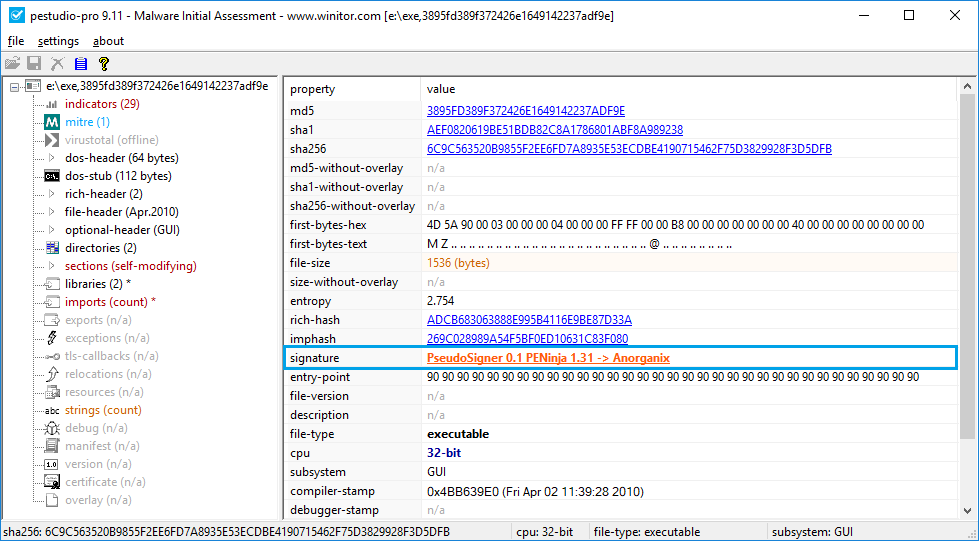 pestudio-pro 9.11 - Malware Initial Assessment - www.winitor.com [e:\exe,3895fd389f372426e1649142237adf9e]
file settings about
e:\exe,3895fd389f372426e1649142237adf9e
indicators (29)
M mitre (1)
virustotal (offline)
dos-header (64 bytes)
C:\. dos-stub (112 bytes)
rich-header (2)
file-header (Apr.2010)
optional-header (GUI)
directories (2)
sections (self-modifying)
libraries (2) *
imports (count) *
exports (n/a)
exceptions (n/a)
tls-callbacks (n/a)
relocations (n/a)
resources (n/a)
abc strings (count)
debug (n/a)
manifest (n/a)
1.0 version (n/a)
certificate (n/a)
overlay (n/a)
property value
md5 3895FD389F372426E1649142237ADF9E
sha1 AEF0820619BE51BDB82C8A1786801ABF8A989238
sha256 6C9C563520B9855F2EE6FD7A8935E53ECDBE4190715462F75D3829928F3D5DFB
md5-without-overlay n/a
sha1-without-overlay n/a
sha256-without-overlay n/a
first-bytes-hex 4D 5A 90 00 03 00 00 00 04 00 00 00 FF FF 00 00 B8 00 00 00 00 00 00 00 40 00 00 00 00 00 00 00
first-bytes-text M Z .. .. .. .. .. .. .. .. .. .. .. .. .. .. .. .. .. .. .. .. .. .. @ .. .. .. .. .. .. ..
file-size 1536 (bytes)
size-without-overlay n/a
entropy 2.754
rich-hash ADCB683063888E995B4116E9BE87D33A
imphash 269C028989A54F5BF0ED10631C83F080
signature PseudoSigner 0.1 PENinja 1.31 -> Anorganix
entry-point 90 90 90 90 90 90 90 90 90 90 90 90 90 90 90 90 90 90 90 90 90 90 90 90 90 90 90 90 90 90 90 90 90
file-version n/a
description n/a
file-type executable
cpu 32-bit
subsystem GUI
compiler-stamp 0x4BB639E0 (Fri Apr 02 11:39:28 2010)
debugger-stamp n/a
sha256: 6C9C563520B9855F2EE6FD7A8935E53ECDBE4190715462F75D3829928F3D5DFB cpu: 32-bit file-type: executable subsystem: GUI